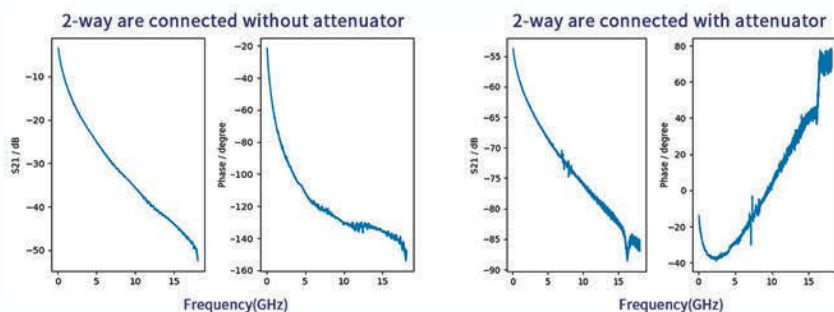 2-way are connected without attenuator
2-way are connected with attenuator
S21 / dB
−10
−20
−30
−40
−50
0 5 10 15
Phase / degree
−20
−40
−60
−80
−100
−120
−140
−160
0 5 10 15
Frequency(GHz)
S21 / dB
−55
−60
−65
−70
−75
−80
−85
−90
0 5 10 15
Phase / degree
80
60
40
20
0
−20
−40
0 5 10 15
Frequency(GHz)